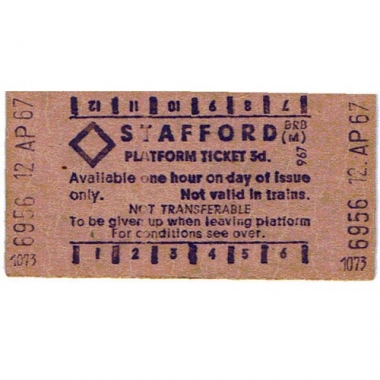 12 11 10 9 8 7
STAFFORD BRB (M)
PLATFORM TICKET 3d. 967
Available one hour on day of issue
only. Not valid in trains.
NOT TRANSFERABLE
To be given up when leaving platform
For conditions see over.
1 2 3 4 5 6
6956 12 AP 67
1073
6956 12. AP 67
1073